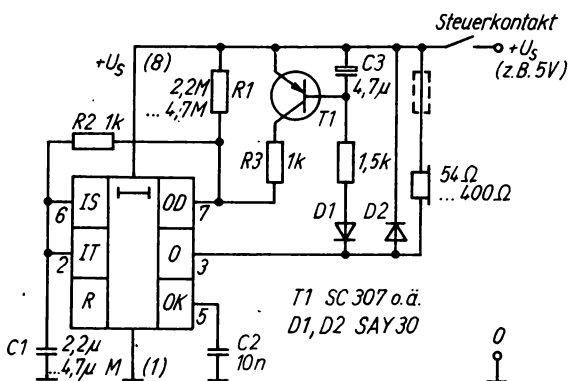 Steuerkontakt
+Us
(z.B. 5V)
+Us (8)
2,2M
...4,7M
R1
C3
4,7µ
T1
R2 1k
R3
1k
1,5k
54Ω
...400Ω
D1
D2
6
IS
OD
7
2
IT
O
3
R
OK
5
T1 SC 307 o.ä.
D1, D2 SAY 30
C1
2,2µ
...4,7µ M
(1)
C2
10n
0